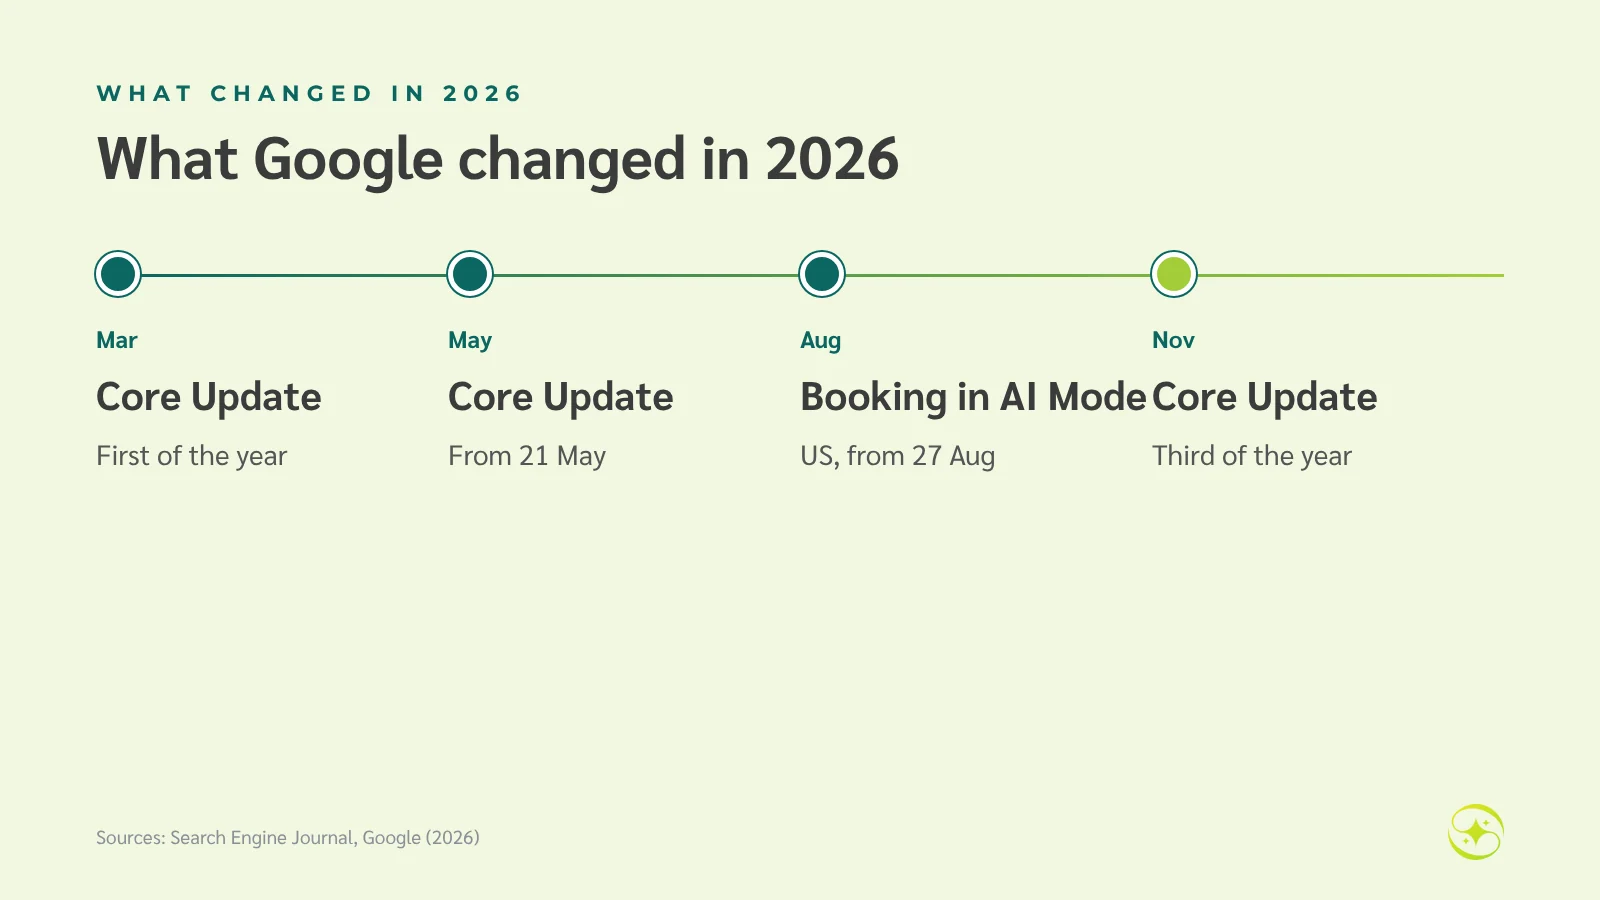 WHAT CHANGED IN 2026
What Google changed in 2026
Mar
Core Update
First of the year
May
Core Update
From 21 May
Aug
Booking in AI Mode
US, from 27 Aug
Nov
Core Update
Third of the year
Sources: Search Engine Journal, Google (2026)